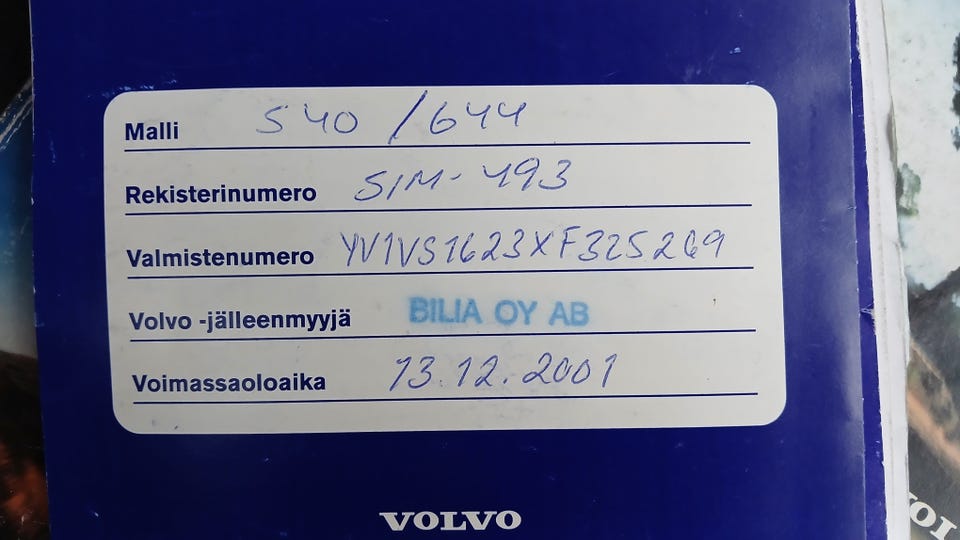 Malli S40 /644
Rekisterinumero SIM-493
Valmistenumero YV1VS1623XF325269
Volvo -jälleenmyyjä BILIA OY AB
Voimassaoloaika 13.12.2001
VOLVO